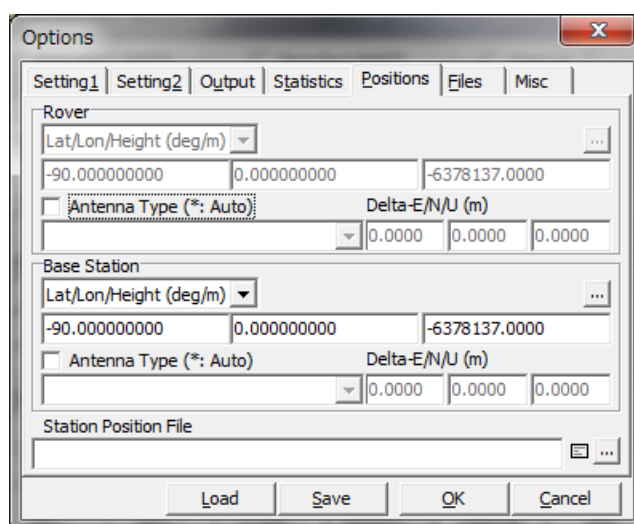 Options
Setting1 Setting2 Output Statistics Positions Files Misc
Rover
Lat/Lon/Height (deg/m) ...
-90.000000000 0.000000000 -6378137.0000
Antenna Type (*: Auto) Delta-E/N/U (m)
0.0000 0.0000 0.0000
Base Station
Lat/Lon/Height (deg/m) ...
-90.000000000 0.000000000 -6378137.0000
Antenna Type (*: Auto) Delta-E/N/U (m)
0.0000 0.0000 0.0000
Station Position File
...
Load Save OK Cancel